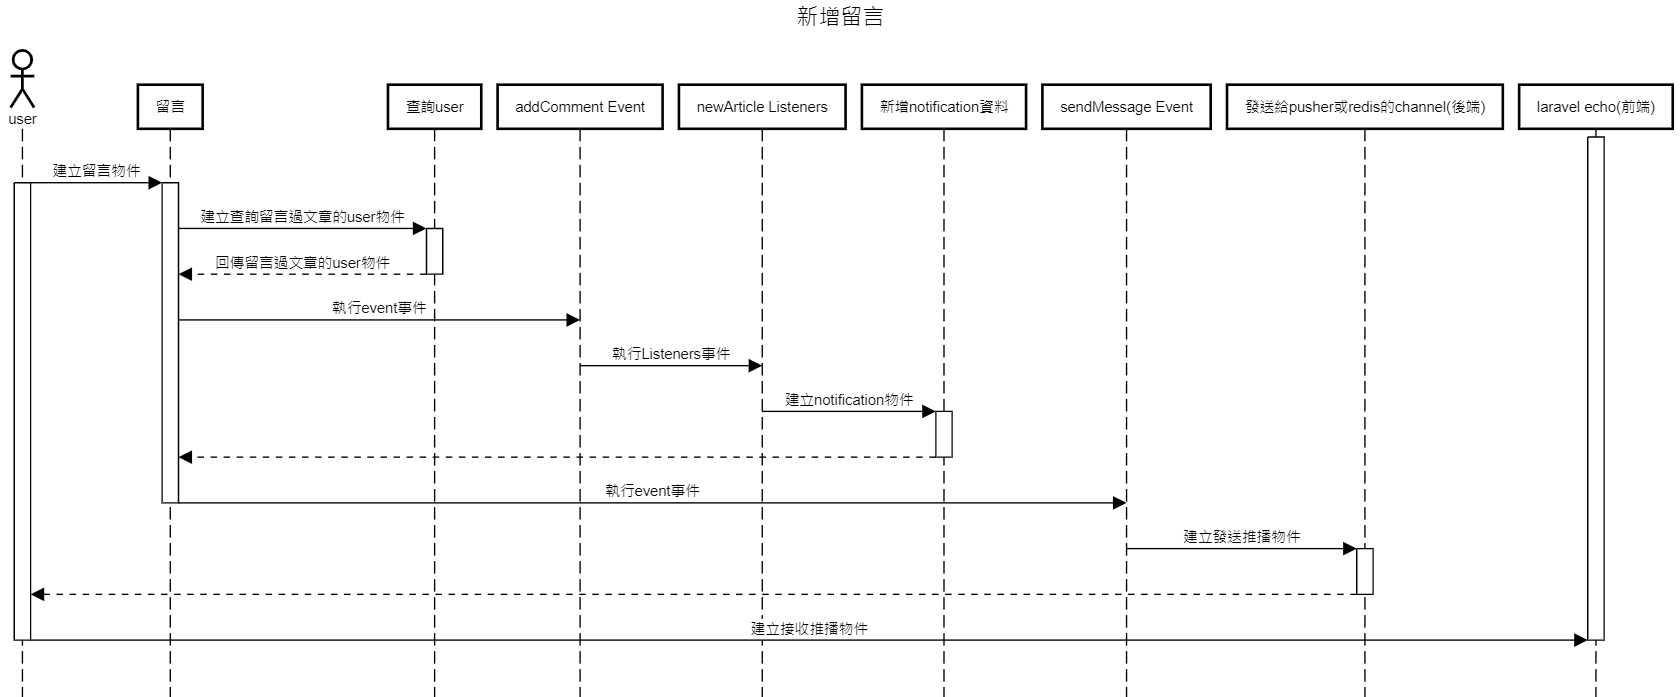 新增留言
user
留言
查詢user
addComment Event
newArticle Listeners
新增notification資料
sendMessage Event
發送給pusher或redis的channel(後端)
laravel echo(前端)
建立留言物件
建立查詢留言過文章的user物件
回傳留言過文章的user物件
執行event事件
執行Listeners事件
建立notification物件
執行event事件
建立發送推播物件
建立接收推播物件